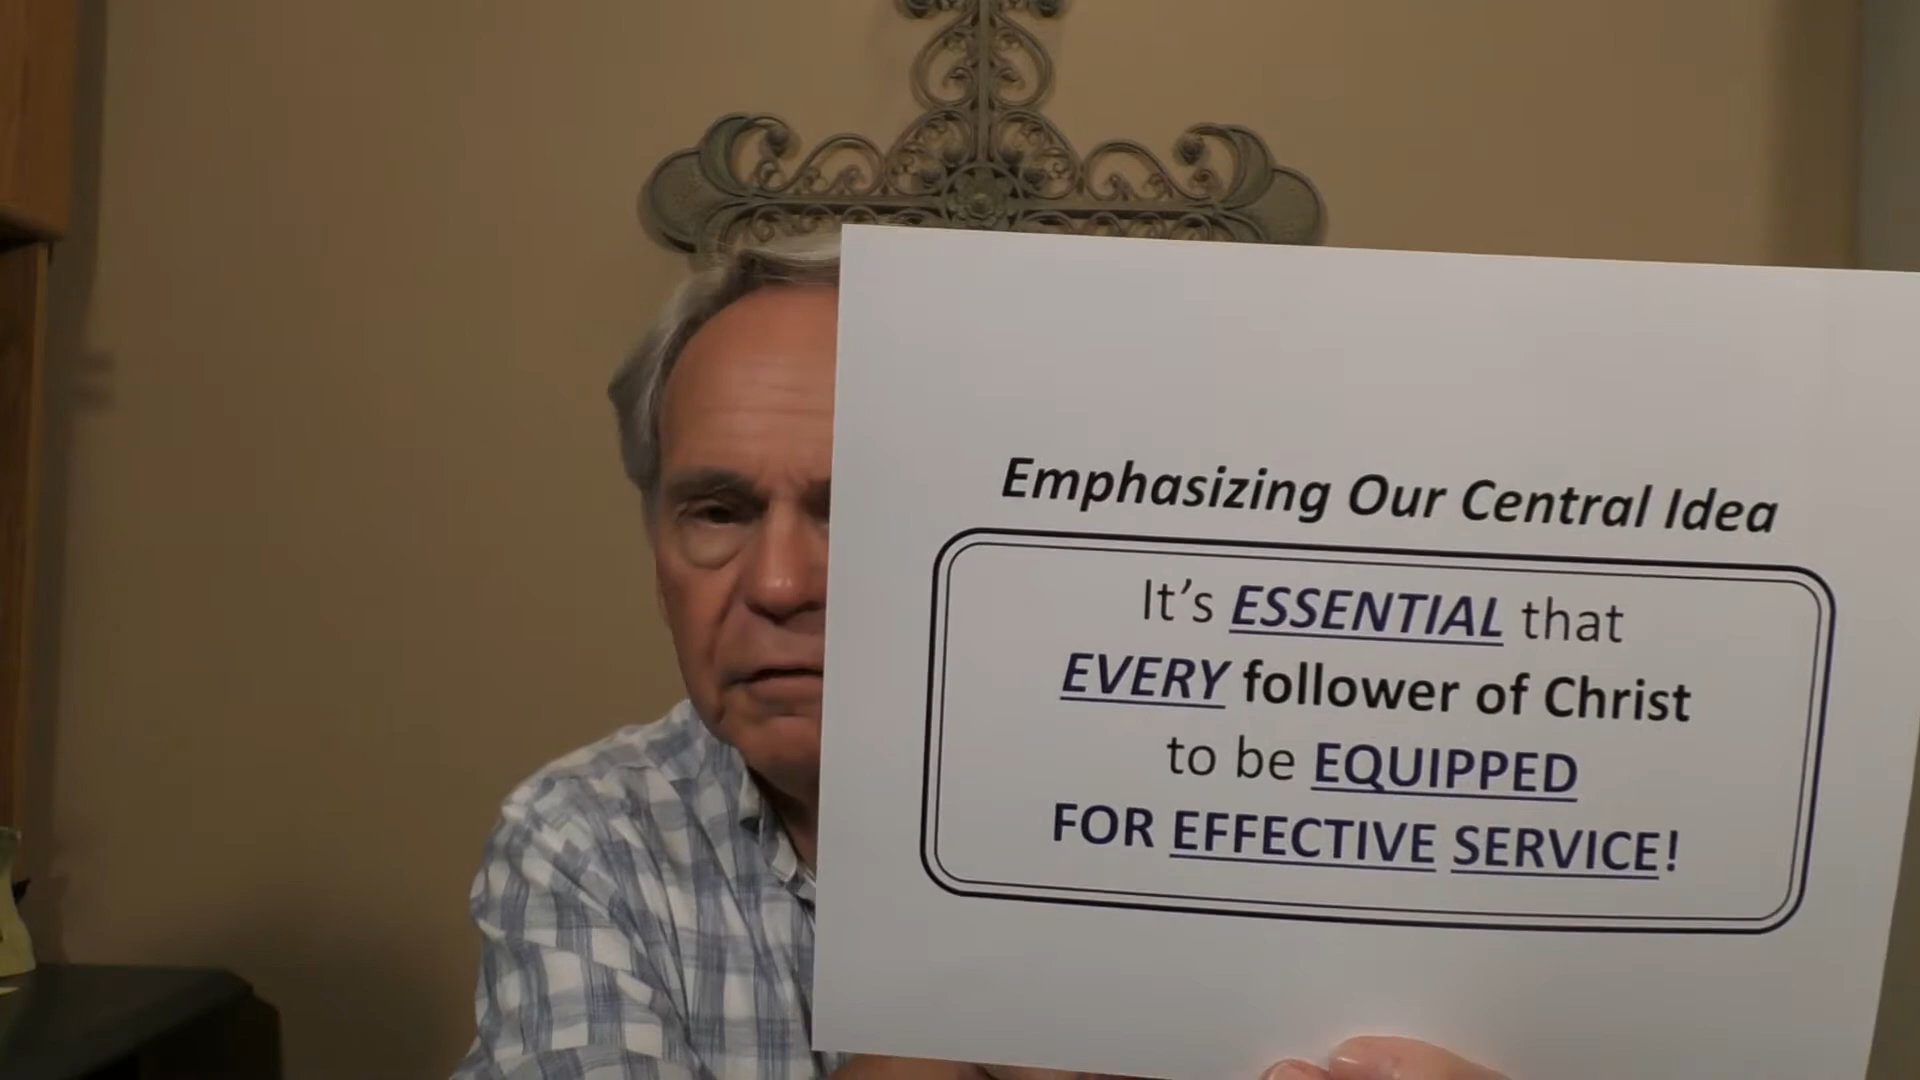 Emphasizing Our Central Idea
It's ESSENTIAL that
EVERY follower of Christ
to be EQUIPPED
FOR EFFECTIVE SERVICE!